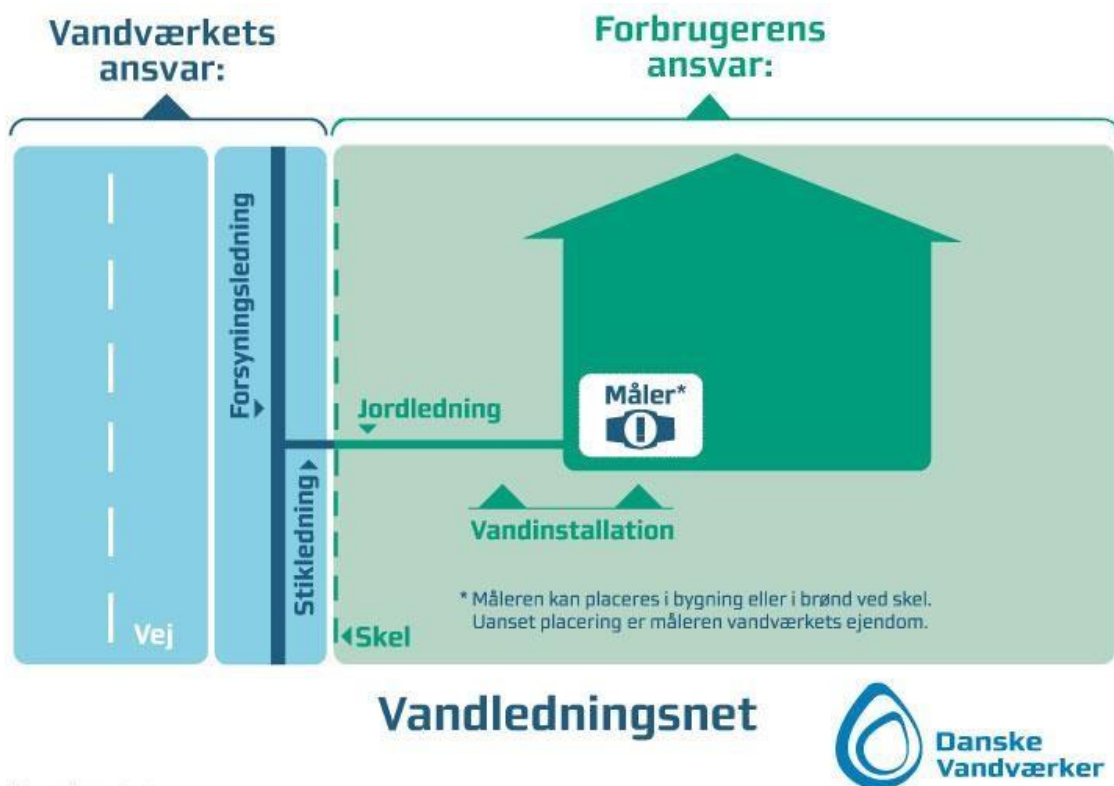 Vandværkets
ansvar:
Forbrugerens
ansvar:
Forsyningsledning
Stikledning
Vej
Jordledning
Måler*
Vandinstallation
* Måleren kan placeres i bygning eller i brønd ved skel.
Uanset placering er måleren vandværkets ejendom.
Skel
Vandledningsnet
Danske
Vandværker